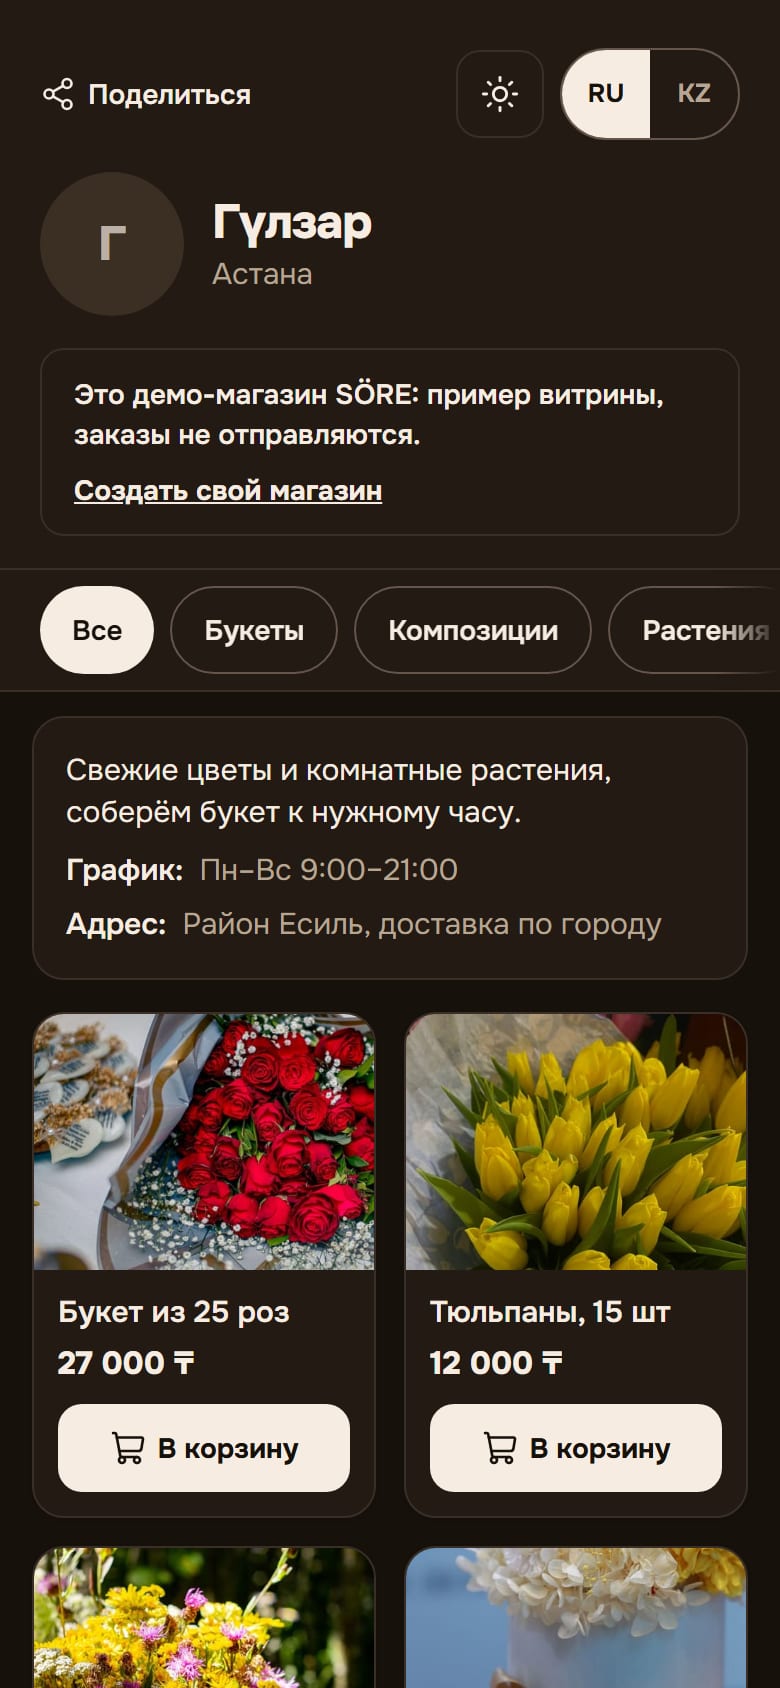 Поделиться
RU
KZ
Г
Гүлзар
Астана
Это демо-магазин SÖRE: пример витрины,
заказы не отправляются.
Создать свой магазин
Все
Букеты
Композиции
Растения
Свежие цветы и комнатные растения,
соберём букет к нужному часу.
График: Пн–Вс 9:00–21:00
Адрес: Район Есиль, доставка по городу
Букет из 25 роз
27 000 ₸
В корзину
Тюльпаны, 15 шт
12 000 ₸
В корзину